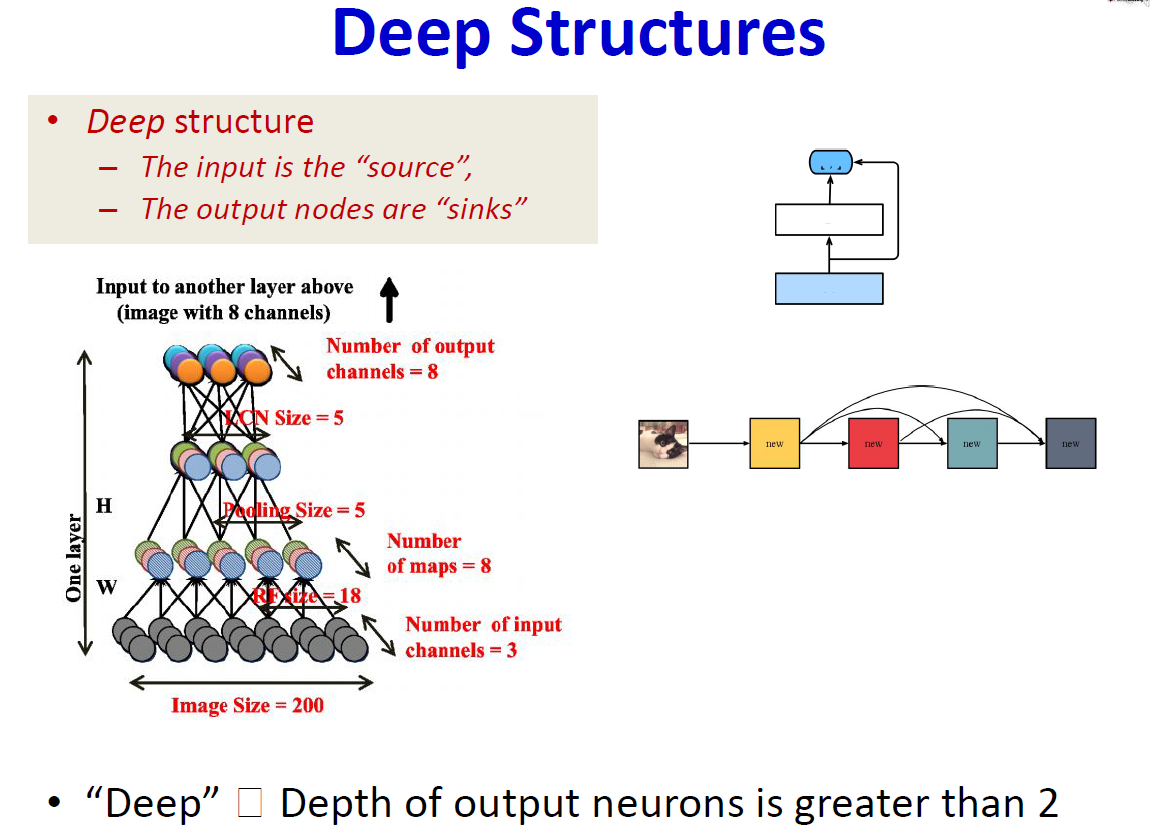 Deep Structures
• Deep structure
– The input is the “source”,
– The output nodes are “sinks”
Input to another layer above
(image with 8 channels)
Number of output
channels = 8
LCN Size = 5
Pooling Size = 5
H
Number
of maps = 8
One layer
W
RF size = 18
Number of input
channels = 3
Image Size = 200
new
new
new
new
• “Deep” □ Depth of output neurons is greater than 2